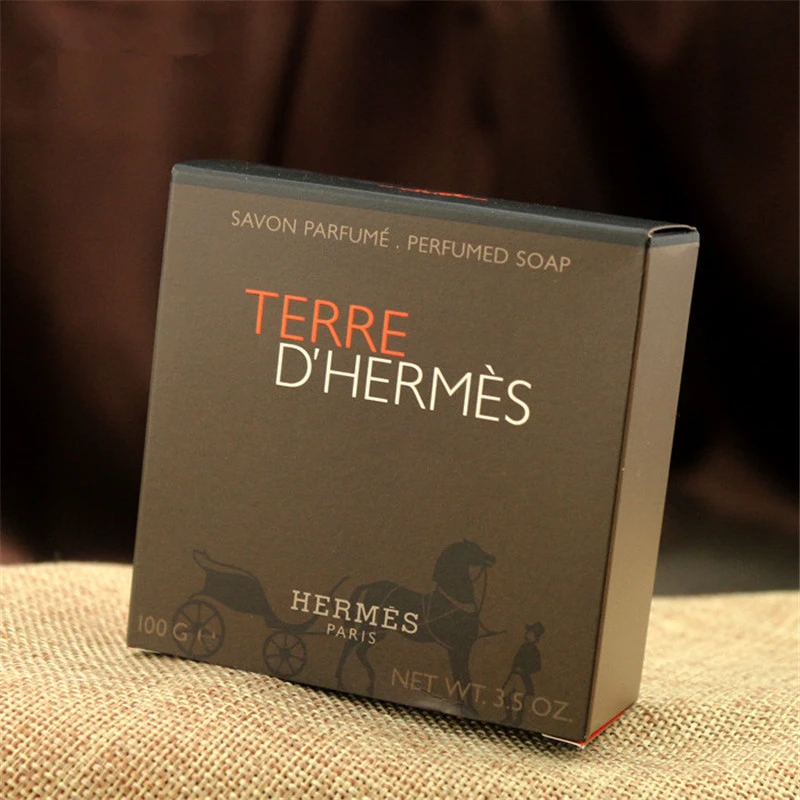 SAVON PARFUMÉ . PERFUMED SOAP
TERRE
D'HERMÈS
HERMÈS
PARIS
100 G ℮
NET WT. 3.5 OZ.